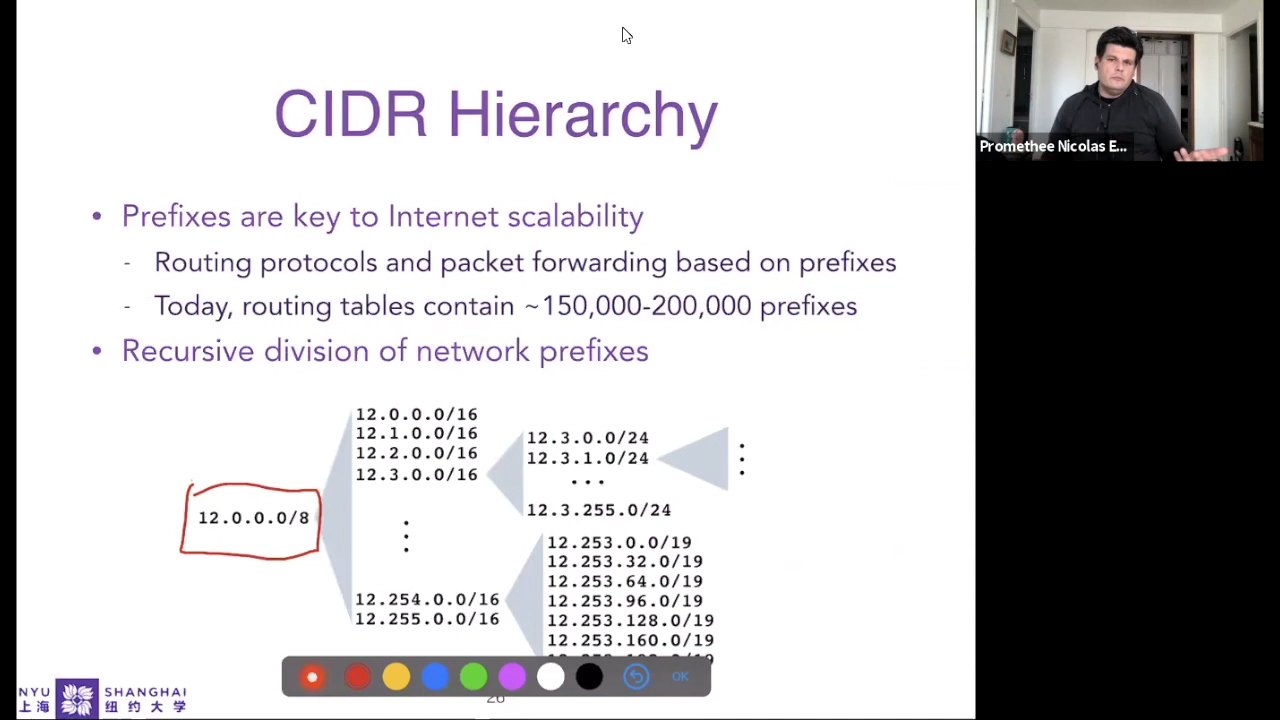 CIDR Hierarchy
Promethee Nicolas E...
• Prefixes are key to Internet scalability
- Routing protocols and packet forwarding based on prefixes
- Today, routing tables contain ~150,000-200,000 prefixes
• Recursive division of network prefixes
12.0.0.0/8
12.0.0.0/16
12.1.0.0/16
12.2.0.0/16
12.3.0.0/16
12.254.0.0/16
12.255.0.0/16
12.3.0.0/24
12.3.1.0/24
...
12.3.255.0/24
12.253.0.0/19
12.253.32.0/19
12.253.64.0/19
12.253.96.0/19
12.253.128.0/19
12.253.160.0/19
OK
26
NYU SHANGHAI
上海 纽约大学